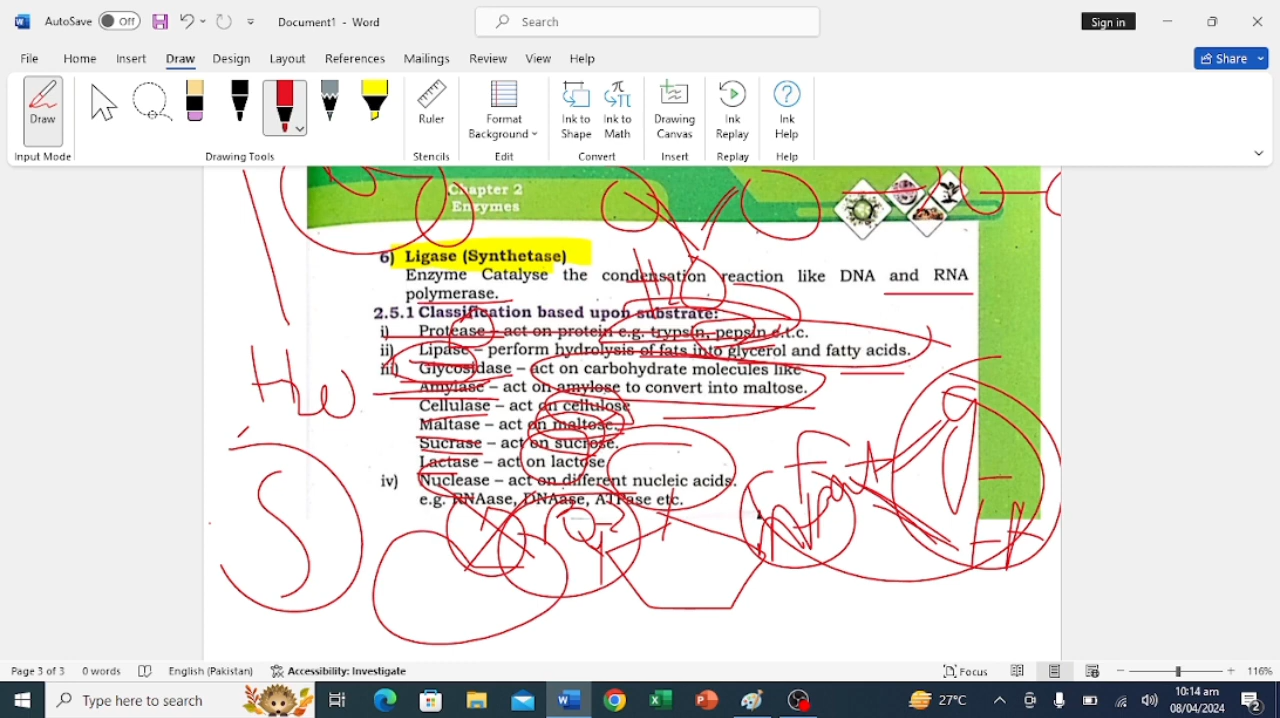 AutoSave Off Document1 - Word Search Sign in
File Home Insert Draw Design Layout References Mailings Review View Help Share
Draw Ruler Format Background Ink to Shape Ink to Math Drawing Canvas Ink Replay Ink Help
Input Mode Drawing Tools Stencils Edit Convert Insert Replay Help
Chapter 2
Enzymes
6) Ligase (Synthetase)
Enzyme Catalyse the condensation reaction like DNA and RNA
polymerase.
2.5.1 Classification based upon substrate:
i) Protease – act on protein e.g. trypsin, pepsin e.t.c.
ii) Lipase – perform hydrolysis of fats into glycerol and fatty acids.
iii) Glycosidase – act on carbohydrate molecules like
Amylase – act on amylose to convert into maltose.
Cellulase – act on cellulose
Maltase – act on maltose.
Sucrase – act on sucrose.
Lactase – act on lactose
iv) Nuclease – act on different nucleic acids.
e.g. RNAase, DNAase, ATPase etc.
Page 3 of 3 0 words English (Pakistan) Accessibility: Investigate Focus 116%
Type here to search 27°C 10:14 am
08/04/2024 2